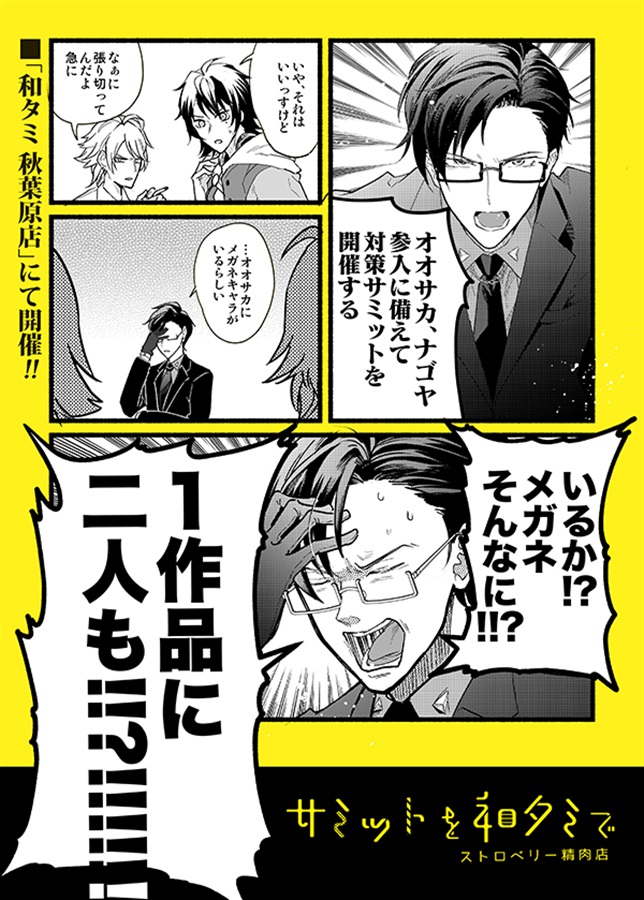 オオサカ、ナゴヤ
参入に備えて
対策サミットを
開催する
いや、それは
いいっすけど
なぁに
張り切って
んだよ
急に
…オオサカに
メガネキャラが
いるらしい
いるか!?
メガネ
そんなに!!?
1作品に
二人も!!?!!!!!
■「和タミ 秋葉原店」にて開催!!
サミットを和タミで
ストロベリー精肉店